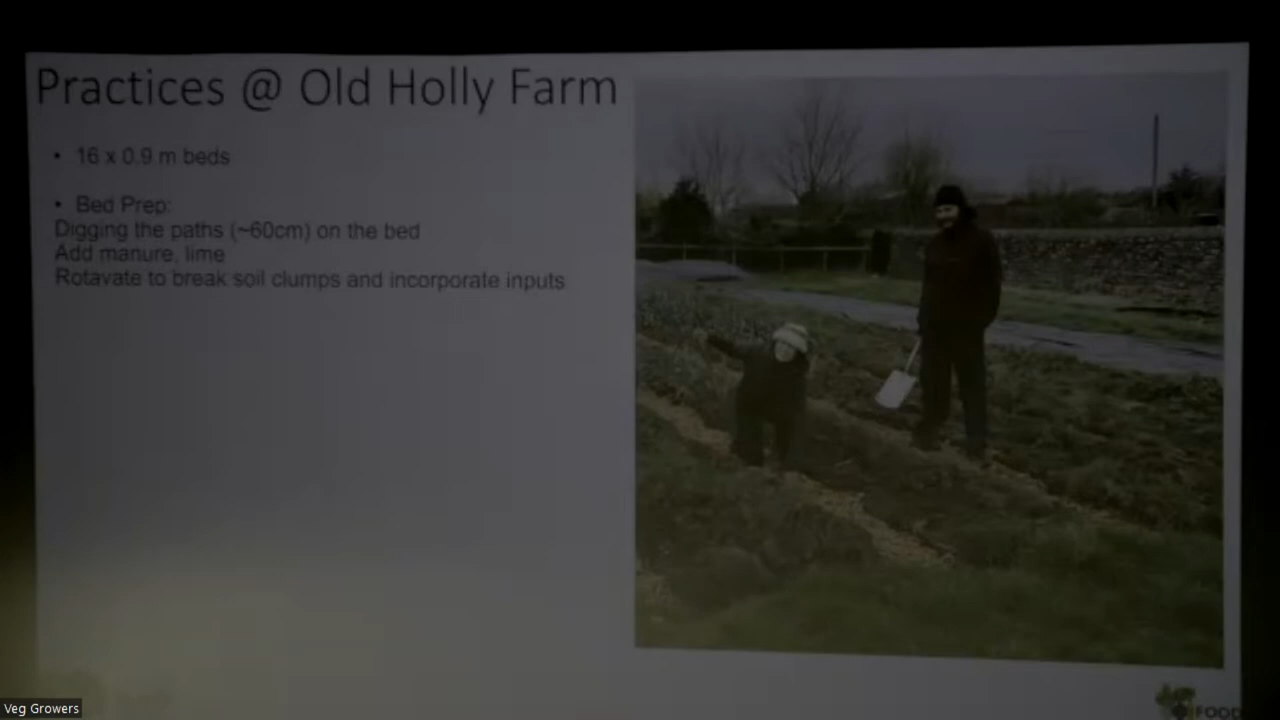 Practices @ Old Holly Farm
• 16 x 0.9 m beds
• Bed Prep:
Digging the paths (~60cm) on the bed
Add manure, lime
Rotavate to break soil clumps and incorporate inputs
FOOD
Veg Growers